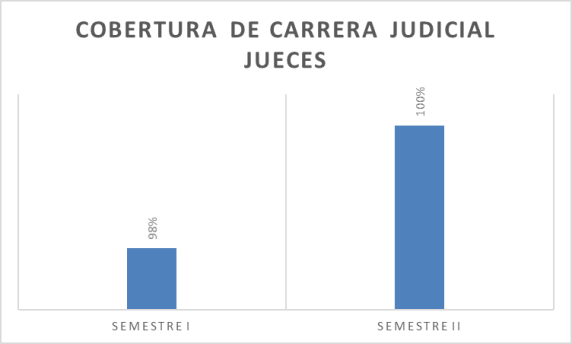 COBERTURA DE CARRERA JUDICIAL
JUECES
98%
100%
SEMESTRE I
SEMESTRE II